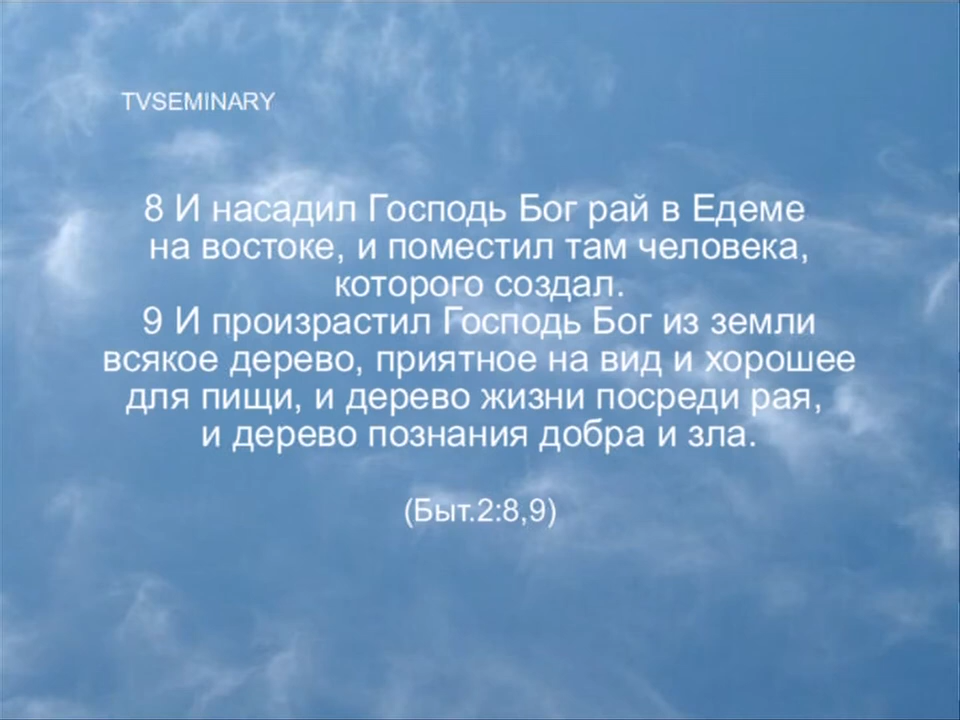 TVSEMINARY
8 И насадил Господь Бог рай в Едеме
на востоке, и поместил там человека,
которого создал.
9 И произрастил Господь Бог из земли
всякое дерево, приятное на вид и хорошее
для пищи, и дерево жизни посреди рая,
и дерево познания добра и зла.
(Быт.2:8,9)